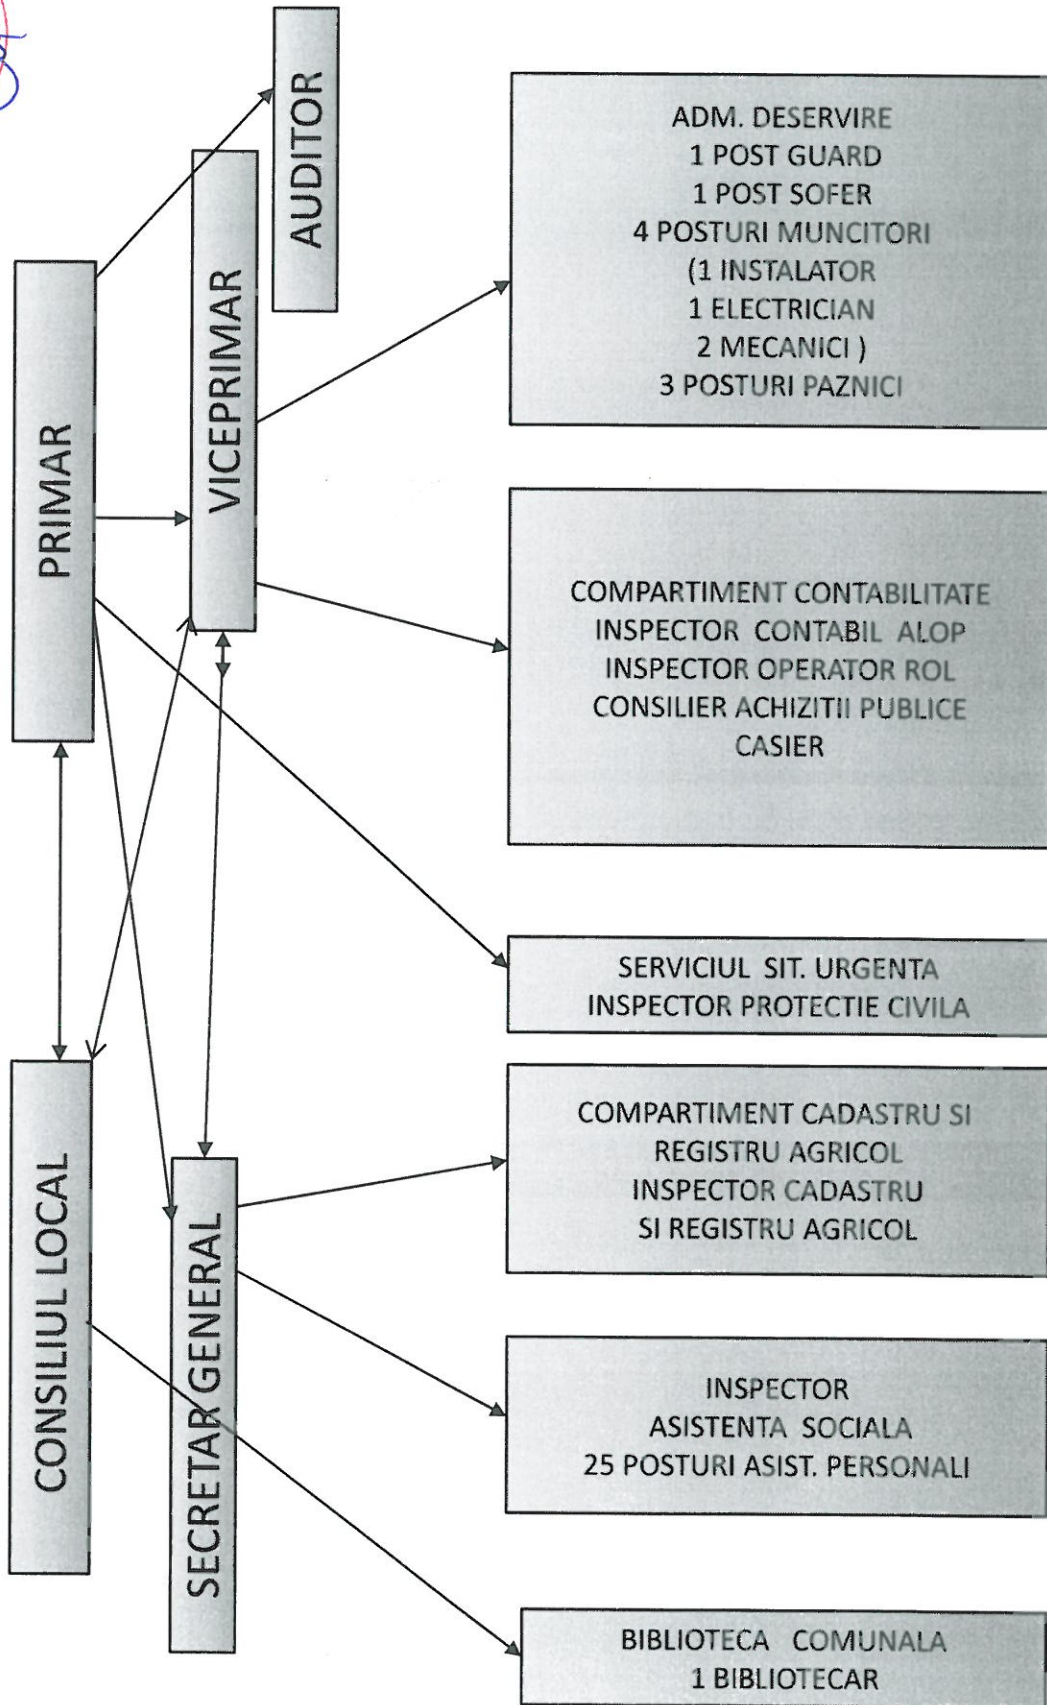 PRIMAR
CONSILIUL LOCAL
AUDITOR
VICEPRIMAR
SECRETAR GENERAL
ADM. DESERVIRE
1 POST GUARD
1 POST SOFER
4 POSTURI MUNCITORI
(1 INSTALATOR
1 ELECTRICIAN
2 MECANICI )
3 POSTURI PAZNICI
COMPARTIMENT CONTABILITATE
INSPECTOR CONTABIL ALOP
INSPECTOR OPERATOR ROL
CONSILIER ACHIZITII PUBLICE
CASIER
SERVICIUL SIT. URGENTA
INSPECTOR PROTECTIE CIVILA
COMPARTIMENT CADASTRU SI
REGISTRU AGRICOL
INSPECTOR CADASTRU
SI REGISTRU AGRICOL
INSPECTOR
ASISTENTA SOCIALA
25 POSTURI ASIST. PERSONALI
BIBLIOTECA COMUNALA
1 BIBLIOTECAR